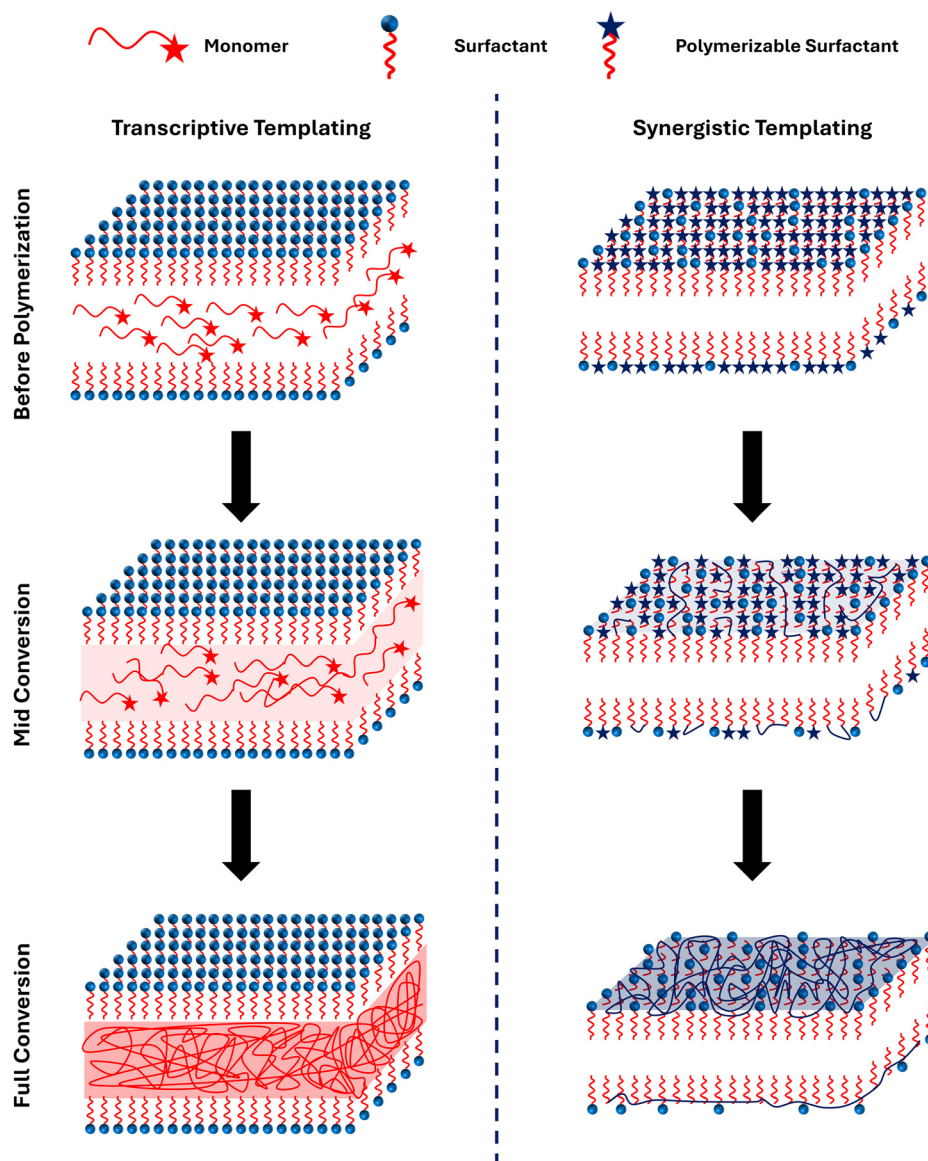 Monomer
Surfactant
Polymerizable Surfactant
Transcriptive Templating
Synergistic Templating
Before Polymerization
Mid Conversion
Full Conversion